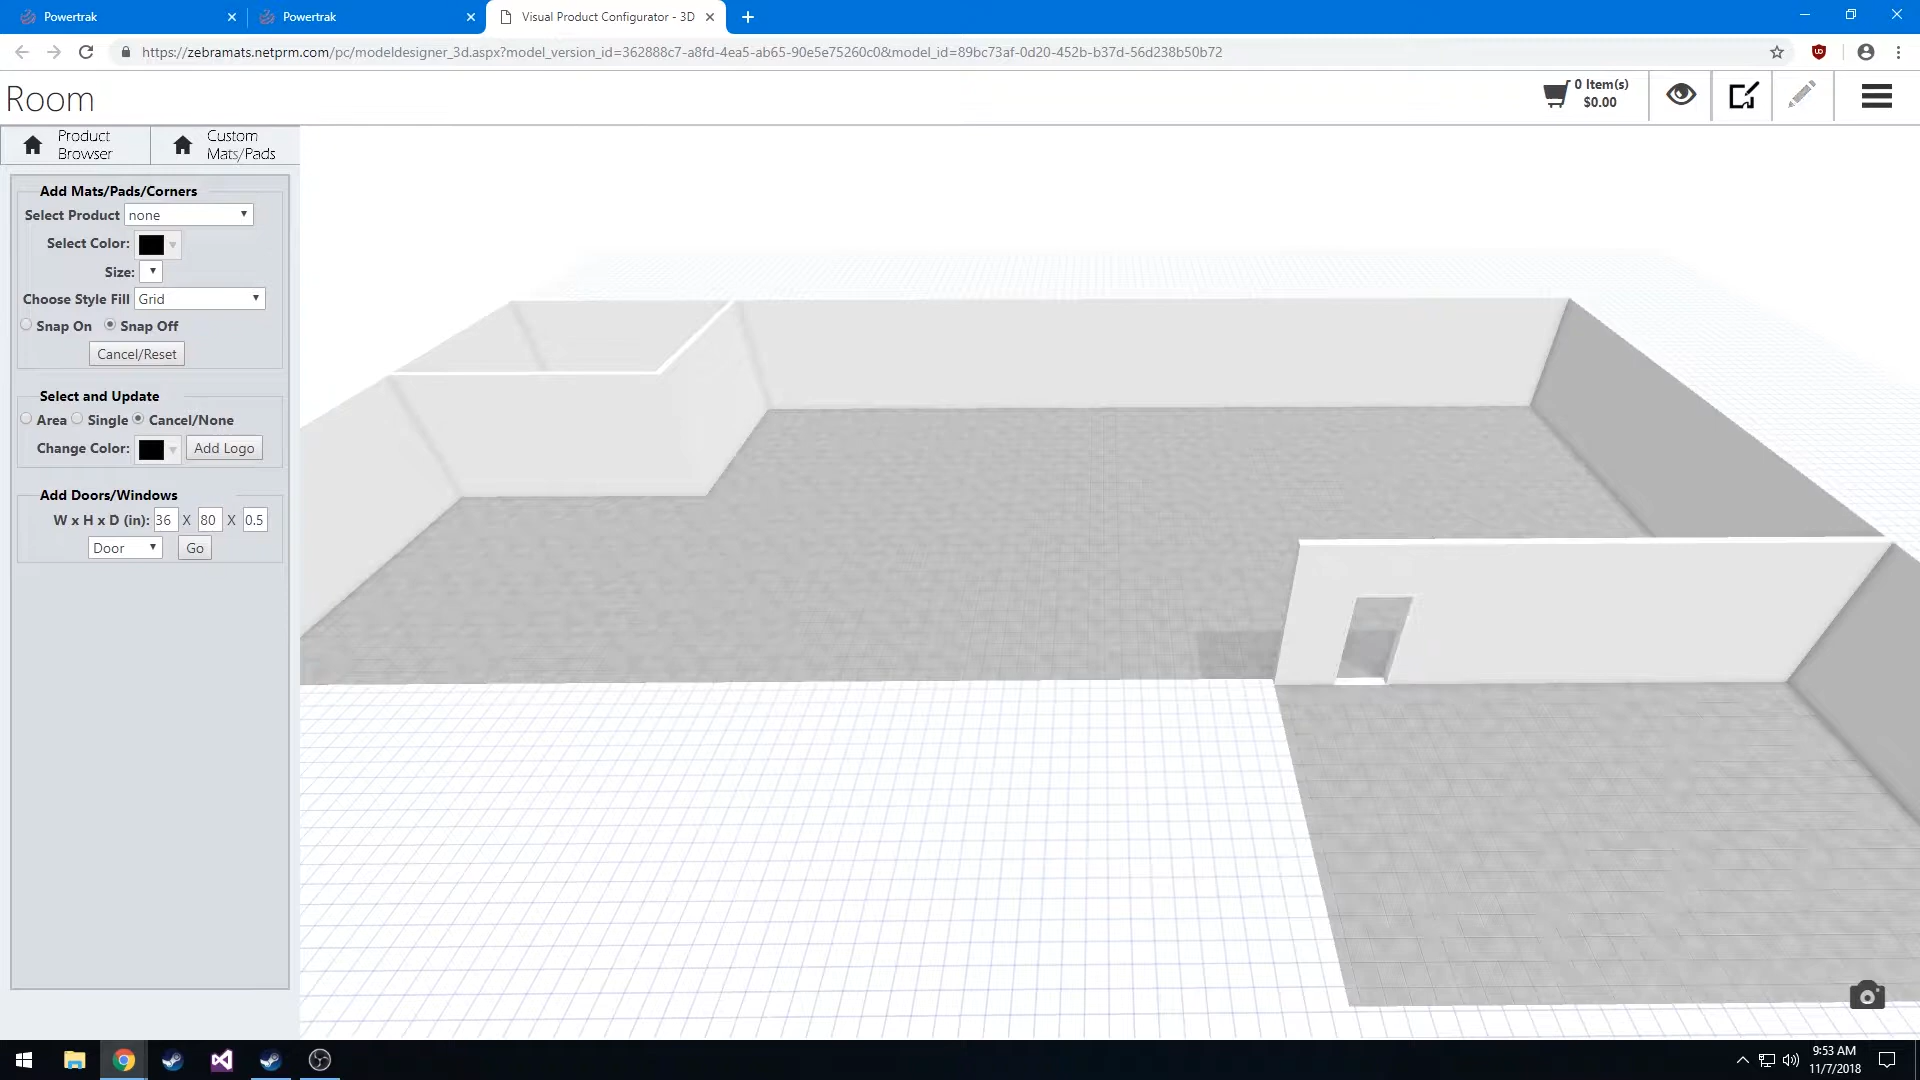 Powertrak
Powertrak
Visual Product Configurator - 3D
https://zebramats.netprm.com/pc/modeldesigner_3d.aspx?model_version_id=362888c7-a8fd-4ea5-ab65-90e5e75260c0&model_id=89bc73af-0d20-452b-b37d-56d238b50b72
Room
0 Item(s)
$0.00
Product
Browser
Custom
Mats/Pads
Add Mats/Pads/Corners
Select Product none
Select Color:
Size:
Choose Style Fill Grid
Snap On Snap Off
Cancel/Reset
Select and Update
Area Single Cancel/None
Change Color: Add Logo
Add Doors/Windows
W x H x D (in): 36 X 80 X 0.5
Door Go
9:53 AM
11/7/2018